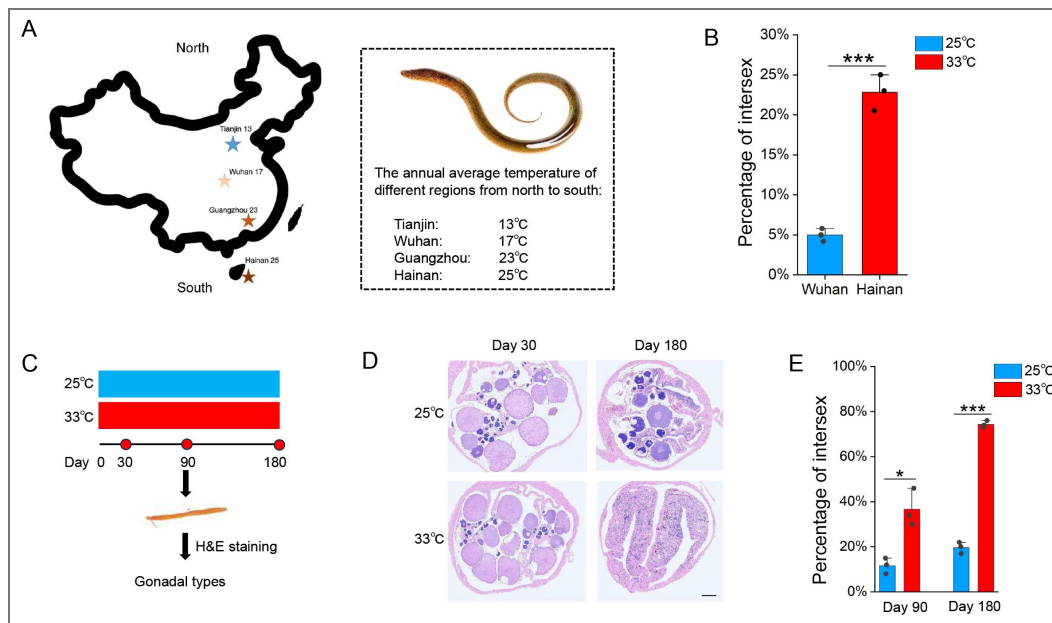 A
North
Tianjin 13
Wuhan 17
Guangzhou 23
Hainan 25
South
The annual average temperature of
different regions from north to south:
Tianjin: 13℃
Wuhan: 17℃
Guangzhou: 23℃
Hainan: 25℃
B
30%
25%
20%
15%
10%
5%
0%
Percentage of intersex
***
25℃
33℃
Wuhan Hainan
C
25℃
33℃
Day 0 30 90 180
H&E staining
Gonadal types
D
Day 30 Day 180
25℃
33℃
E
100%
80%
60%
40%
20%
0%
Percentage of intersex
25℃
33℃
*
***
Day 90 Day 180